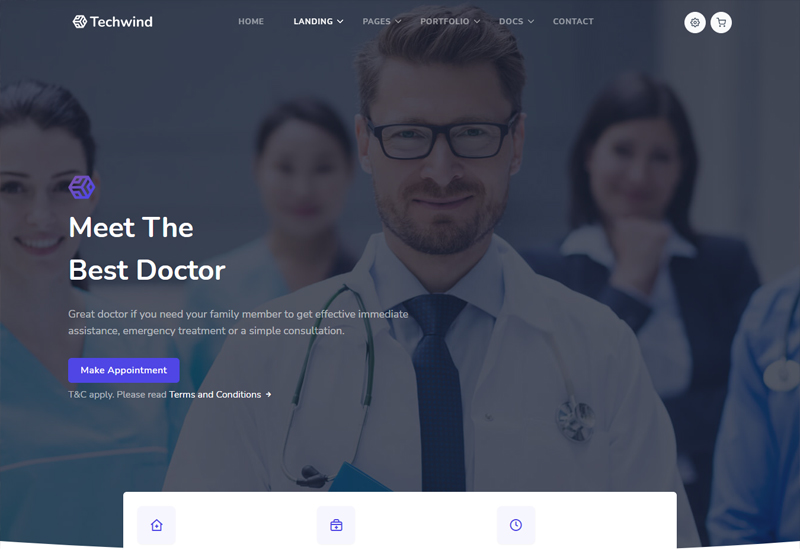 Techwind
HOME LANDING PAGES PORTFOLIO DOCS CONTACT
Meet The
Best Doctor
Great doctor if you need your family member to get effective immediate
assistance, emergency treatment or a simple consultation.
Make Appointment
T&C apply. Please read Terms and Conditions